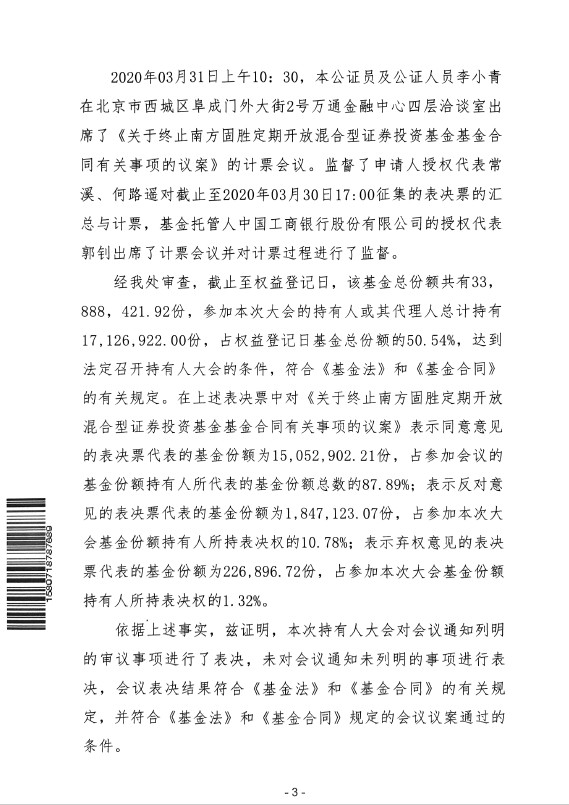 2020年03月31日上午10：30，本公证员及公证人员李小青
在北京市西城区阜成门外大街2号万通金融中心四层洽谈室出
席了《关于终止南方固胜定期开放混合型证券投资基金基金合
同有关事项的议案》的计票会议。监督了申请人授权代表常
溪、何路遥对截止至2020年03月30日17:00征集的表决票的汇
总与计票，基金托管人中国工商银行股份有限公司的授权代表
郭钊出席了计票会议并对计票过程进行了监督。
经我处审查，截止至权益登记日，该基金总份额共有33，
888，421.92份，参加本次大会的持有人或其代理人总计持有
17,126,922.00份，占权益登记日基金总份额的50.54%，达到
法定召开持有人大会的条件，符合《基金法》和《基金合同》
的有关规定。在上述表决票中对《关于终止南方固胜定期开放
混合型证券投资基金基金合同有关事项的议案》表示同意意见
的表决票代表的基金份额为15,052,902.21份，占参加会议的
基金份额持有人所代表的基金份额总数的87.89%；表示反对意
见的表决票代表的基金份额为1,847,123.07份，占参加本次大
会基金份额持有人所持表决权的10.78%；表示弃权意见的表决
票代表的基金份额为226,896.72份，占参加本次大会基金份额
持有人所持表决权的1.32%。
依据上述事实，兹证明，本次持有人大会对会议通知列明
的审议事项进行了表决，未对会议通知未列明的事项进行表
决，会议表决结果符合《基金法》和《基金合同》的有关规
定，并符合《基金法》和《基金合同》规定的会议议案通过的
条件。
1580718787889
- 3 -